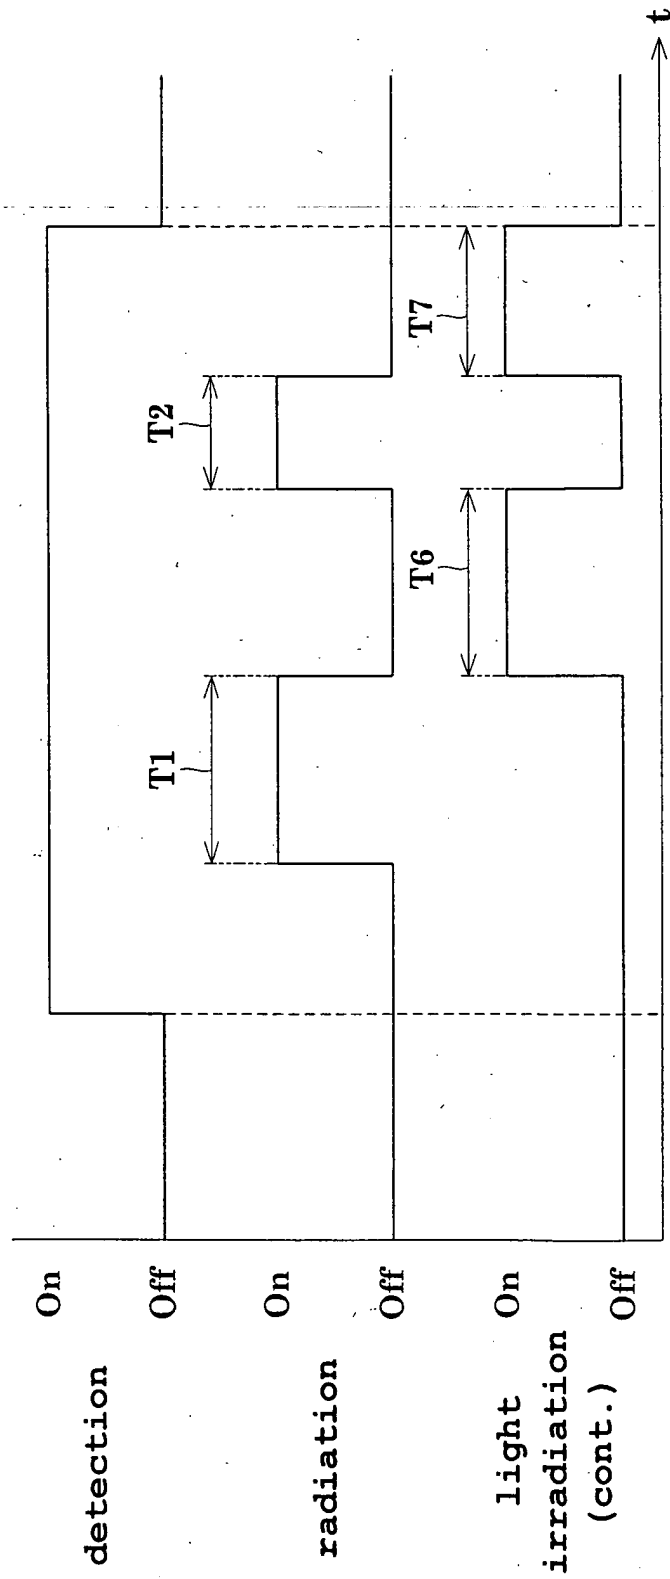 detection
On
Off
radiation
On
Off
T1
T2
light
irradiation
(cont.)
On
Off
T6
T7
t